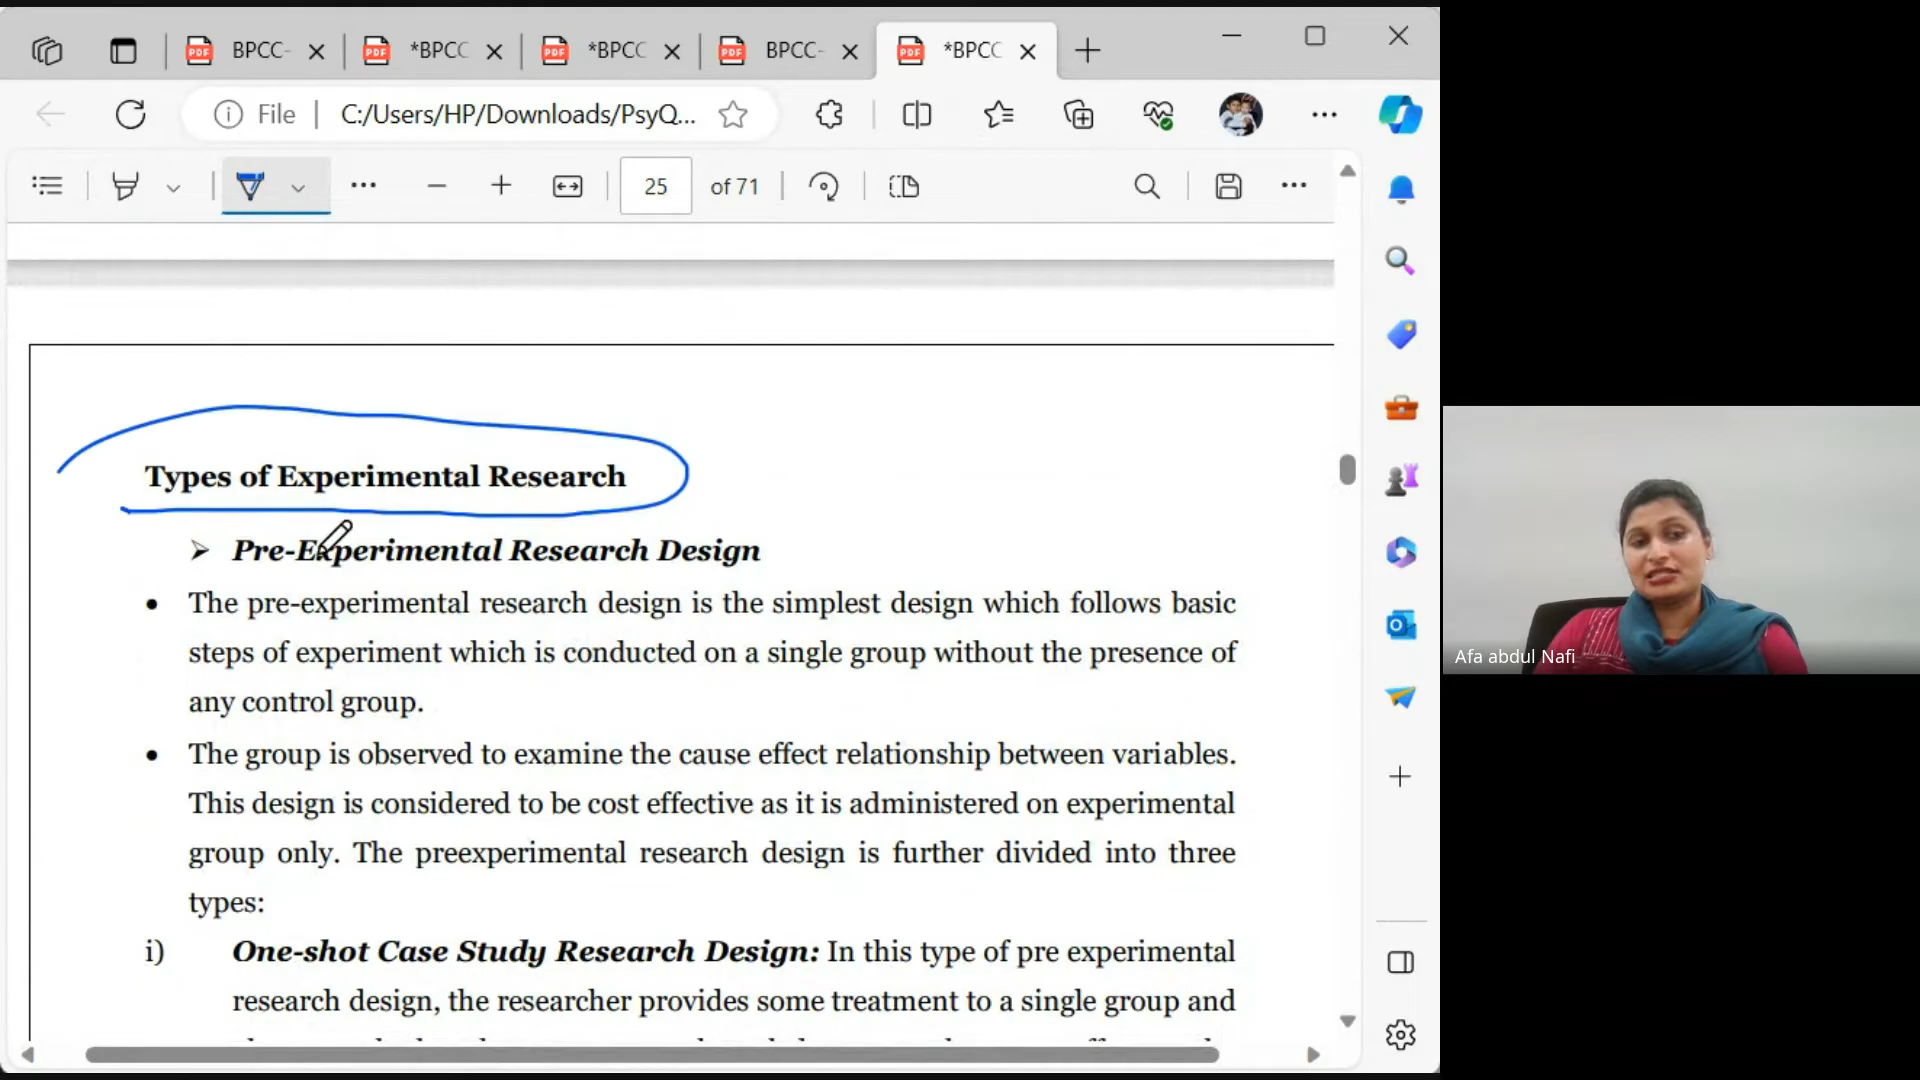 BPCC-
*BPCC
*BPCC
BPCC-
*BPCC
File
C:/Users/HP/Downloads/PsyQ...
25
of 71
Types of Experimental Research
➢ Pre-Experimental Research Design
• The pre-experimental research design is the simplest design which follows basic
steps of experiment which is conducted on a single group without the presence of
any control group.
• The group is observed to examine the cause effect relationship between variables.
This design is considered to be cost effective as it is administered on experimental
group only. The preexperimental research design is further divided into three
types:
i) One-shot Case Study Research Design: In this type of pre experimental
research design, the researcher provides some treatment to a single group and
Afa abdul Nafi